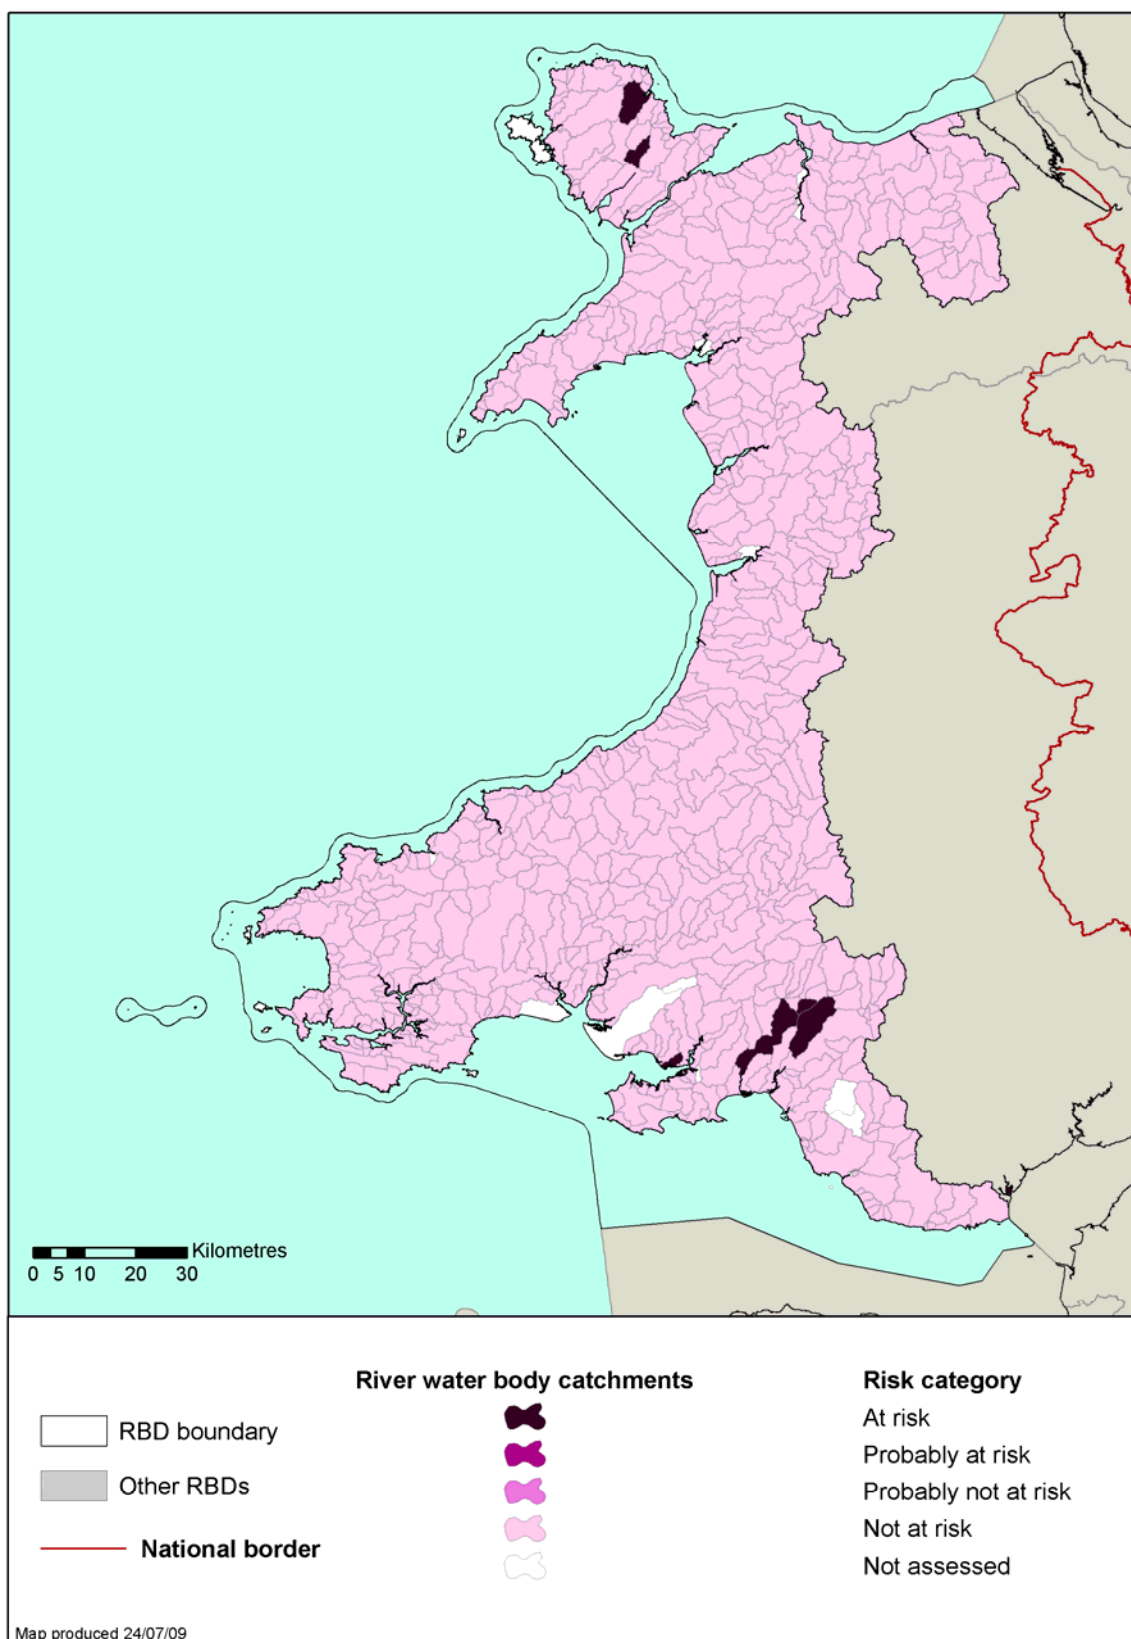 Kilometres
0 5 10 20 30
River water body catchments
Risk category
RBD boundary
Other RBDs
National border
At risk
Probably at risk
Probably not at risk
Not at risk
Not assessed
Map produced 24/07/09